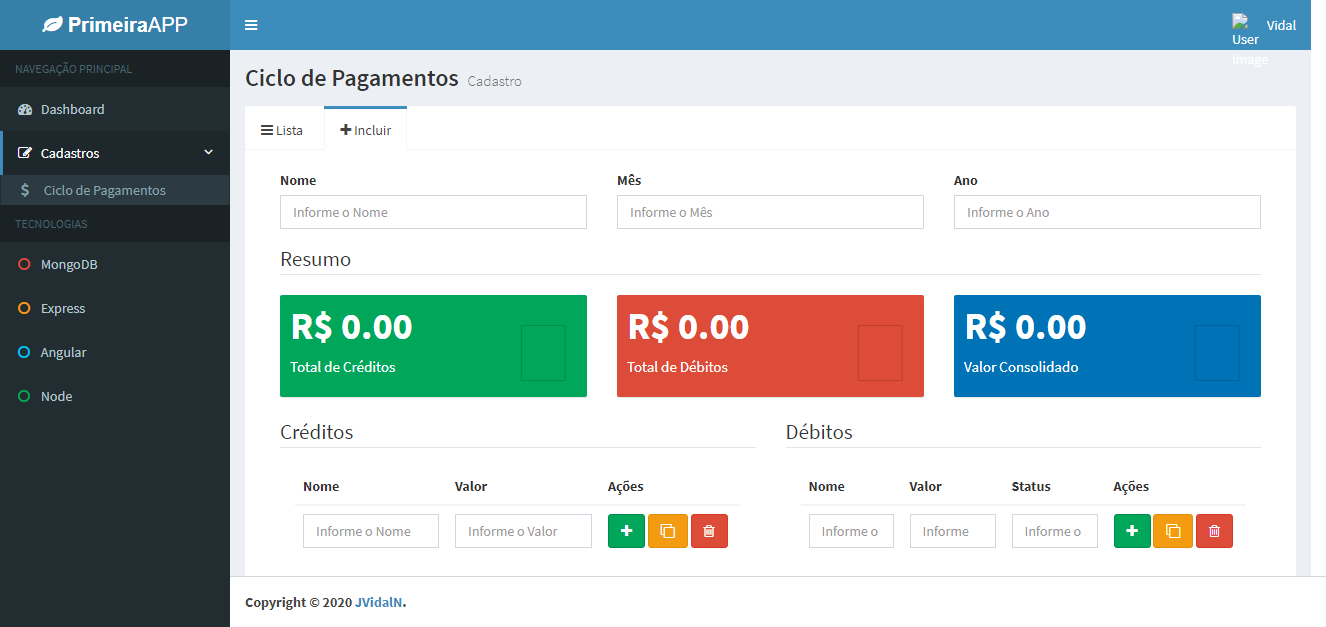 PrimeiraAPP
User Image
Vidal
NAVEGAÇÃO PRINCIPAL
Dashboard
Cadastros
Ciclo de Pagamentos
TECNOLOGIAS
MongoDB
Express
Angular
Node
Ciclo de Pagamentos Cadastro
Lista Incluir
Nome Mês Ano
Informe o Nome Informe o Mês Informe o Ano
Resumo
R$ 0.00 R$ 0.00 R$ 0.00
Total de Créditos Total de Débitos Valor Consolidado
Créditos
Nome Valor Ações
Informe o Nome Informe o Valor
Débitos
Nome Valor Status Ações
Informe o Informe Informe o
Copyright © 2020 JVidalN.